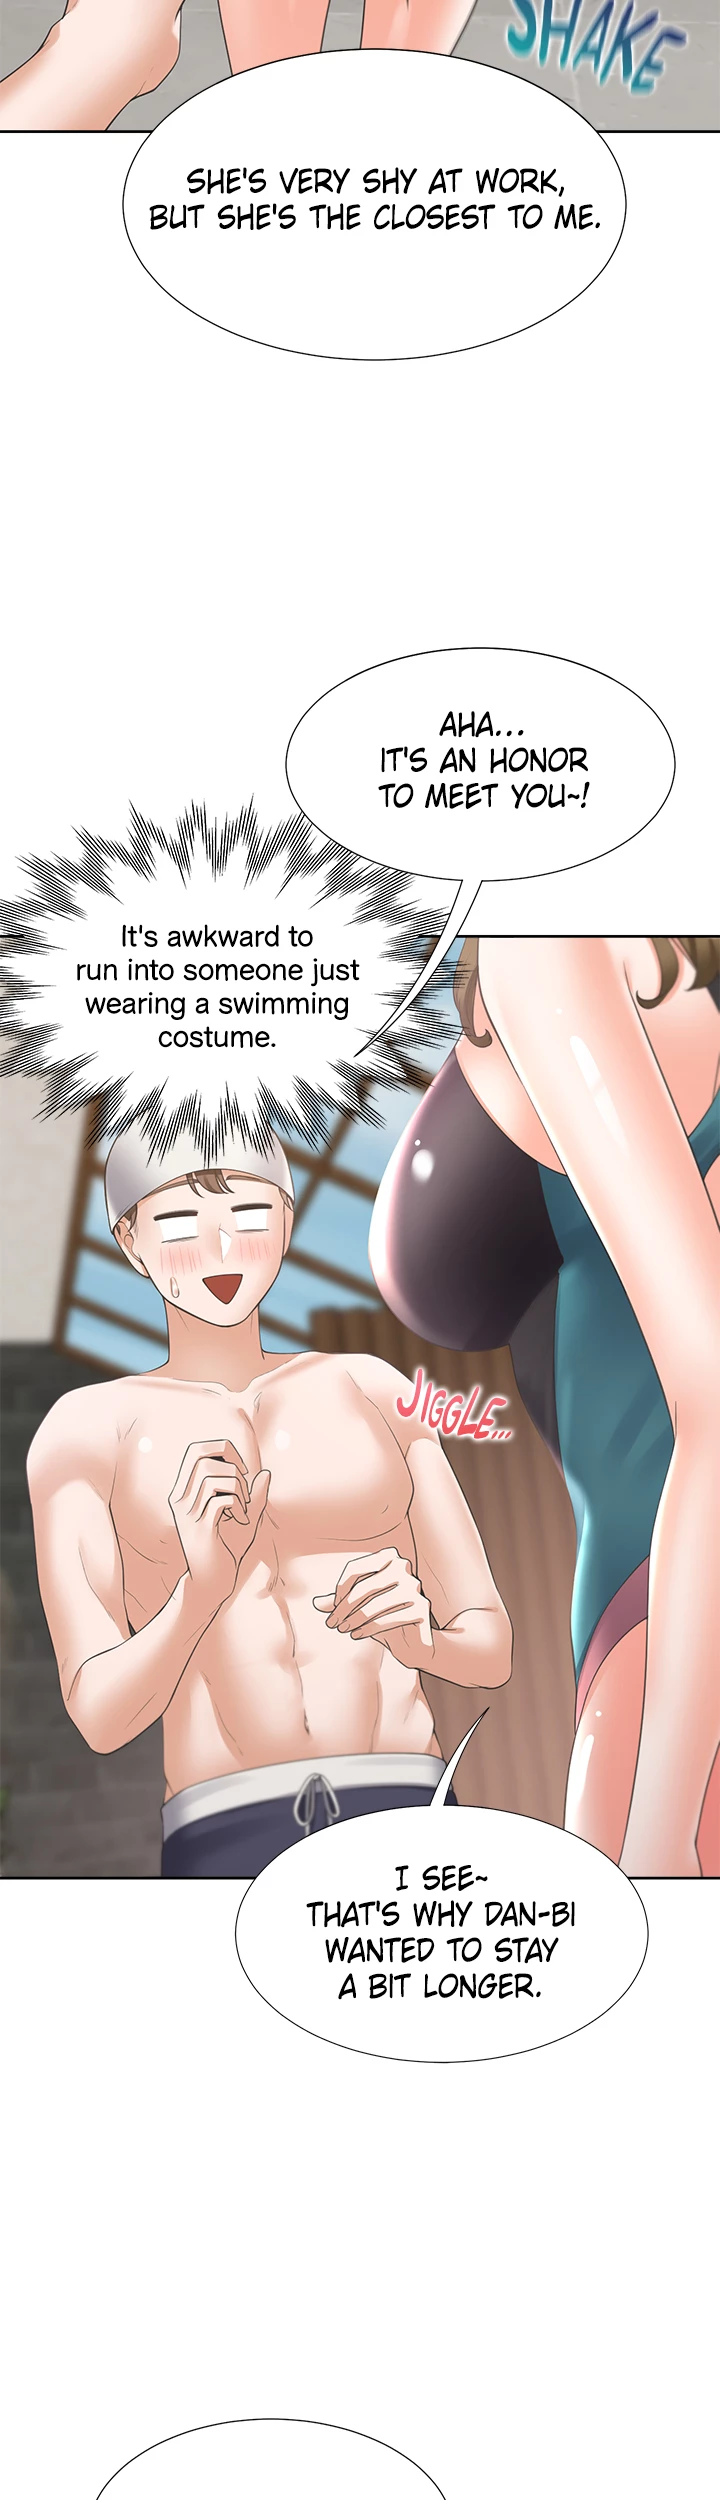 SHAKE
SHE'S VERY SHY AT WORK,
BUT SHE'S THE CLOSEST TO ME.
AHA...
IT'S AN HONOR
TO MEET YOU~!
It's awkward to
run into someone just
wearing a swimming
costume.
JIGGLE...
I SEE~
THAT'S WHY DAN-BI
WANTED TO STAY
A BIT LONGER.